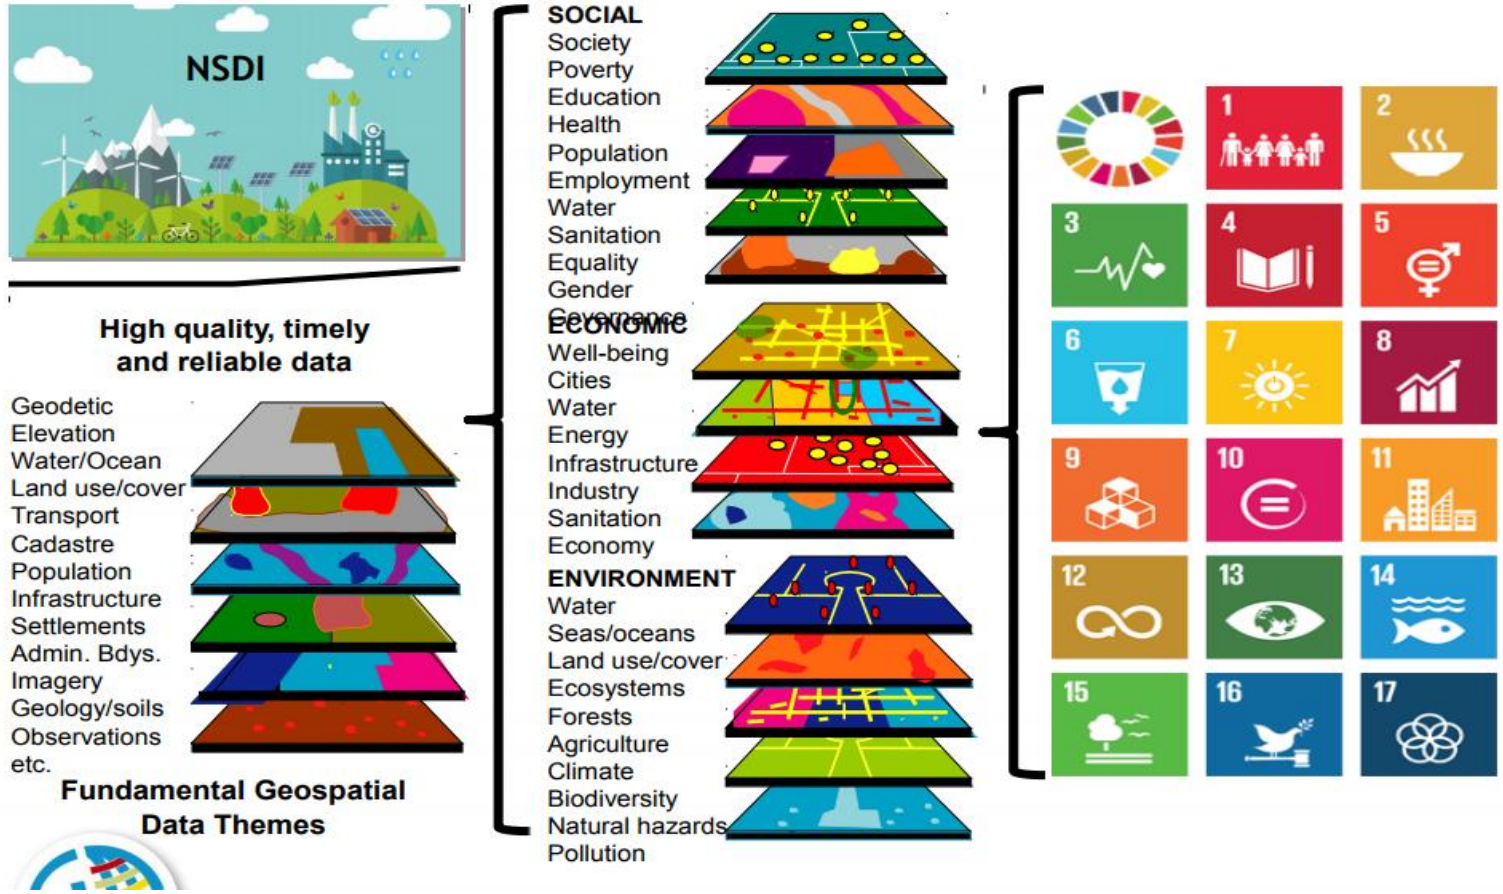 NSDI
High quality, timely
and reliable data
Geodetic
Elevation
Water/Ocean
Land use/cover
Transport
Cadastre
Population
Infrastructure
Settlements
Admin. Bdys.
Imagery
Geology/soils
Observations
etc.
Fundamental Geospatial
Data Themes
SOCIAL
Society
Poverty
Education
Health
Population
Employment
Water
Sanitation
Equality
Gender
Governance
ECONOMIC
Well-being
Cities
Water
Energy
Infrastructure
Industry
Sanitation
Economy
ENVIRONMENT
Water
Seas/oceans
Land use/cover
Ecosystems
Forests
Agriculture
Climate
Biodiversity
Natural hazards
Pollution
1
2
3
4
5
6
7
8
9
10
11
12
13
14
15
16
17